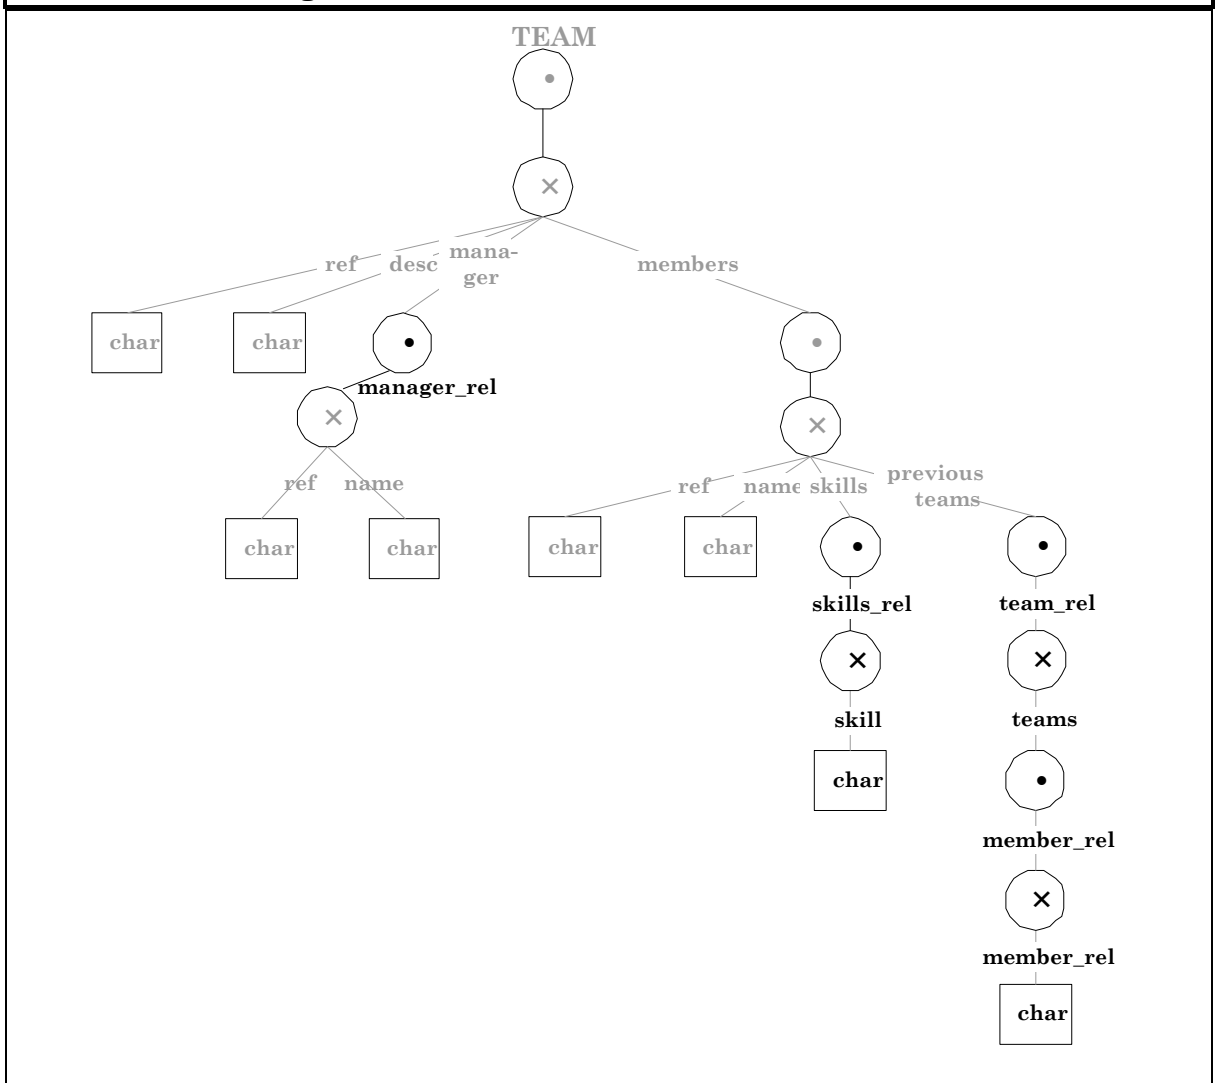 TEAM
•
×
ref
desc
mana-
ger
members
char
char
•
•
manager_rel
×
×
ref
name
ref
name
skills
previous
teams
char
char
char
char
•
•
skills_rel
team_rel
×
×
skill
teams
char
•
member_rel
×
member_rel
char